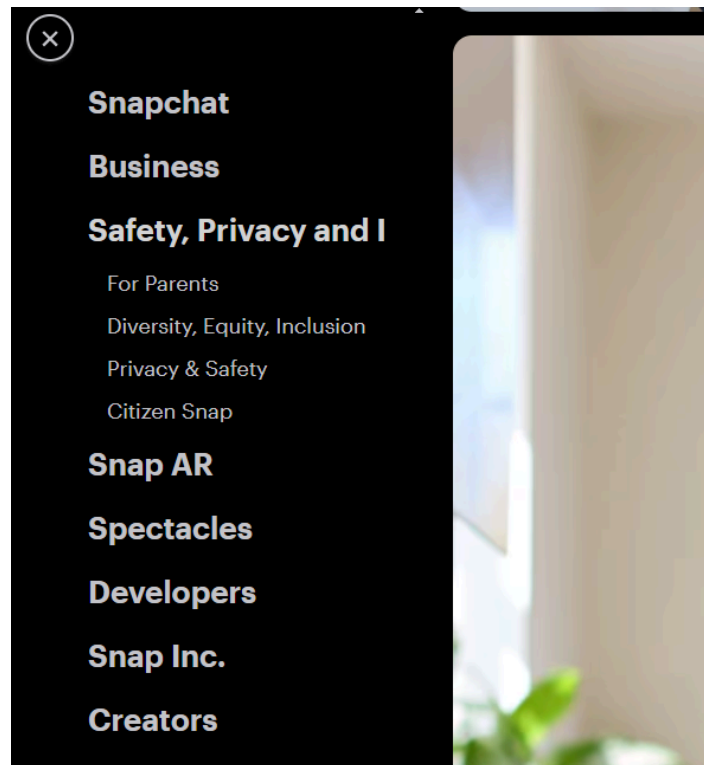 Snapchat
Business
Safety, Privacy and I
For Parents
Diversity, Equity, Inclusion
Privacy & Safety
Citizen Snap
Snap AR
Spectacles
Developers
Snap Inc.
Creators